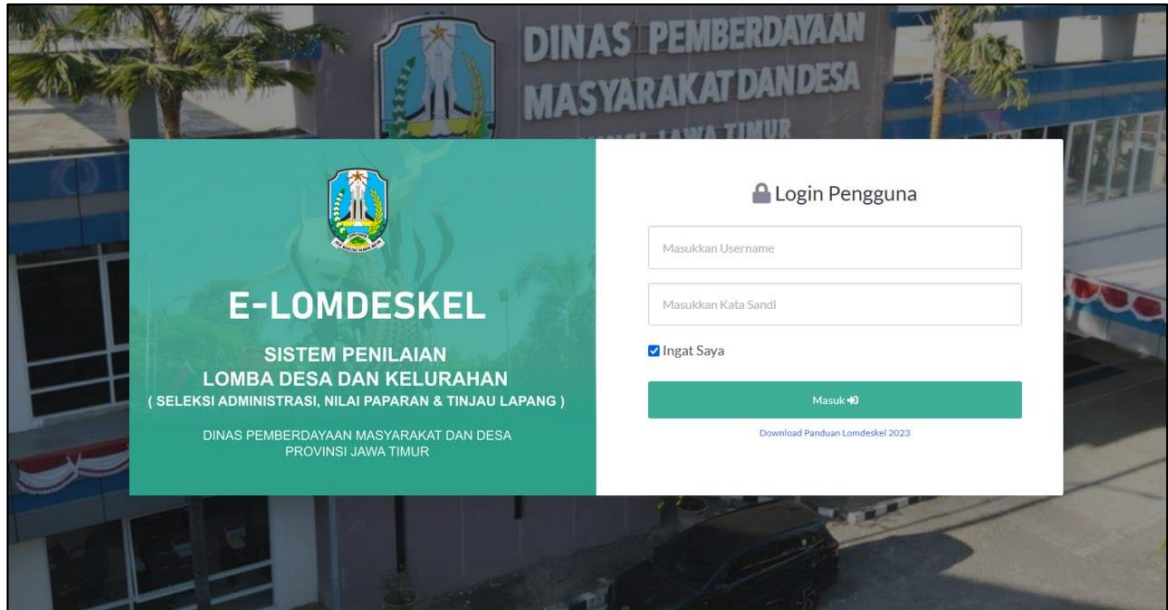 DINAS PEMBERDAYAAN
MASYARAKAT DAN DESA
JAWA TIMUR
E-LOMDESKEL
SISTEM PENILAIAN
LOMBA DESA DAN KELURAHAN
( SELEKSI ADMINISTRASI, NILAI PAPARAN & TINJAU LAPANG )
DINAS PEMBERDAYAAN MASYARAKAT DAN DESA
PROVINSI JAWA TIMUR
Login Pengguna
Masukkan Username
Masukkan Kata Sandi
Ingat Saya
Masuk
Download Panduan Lomdeskel 2023